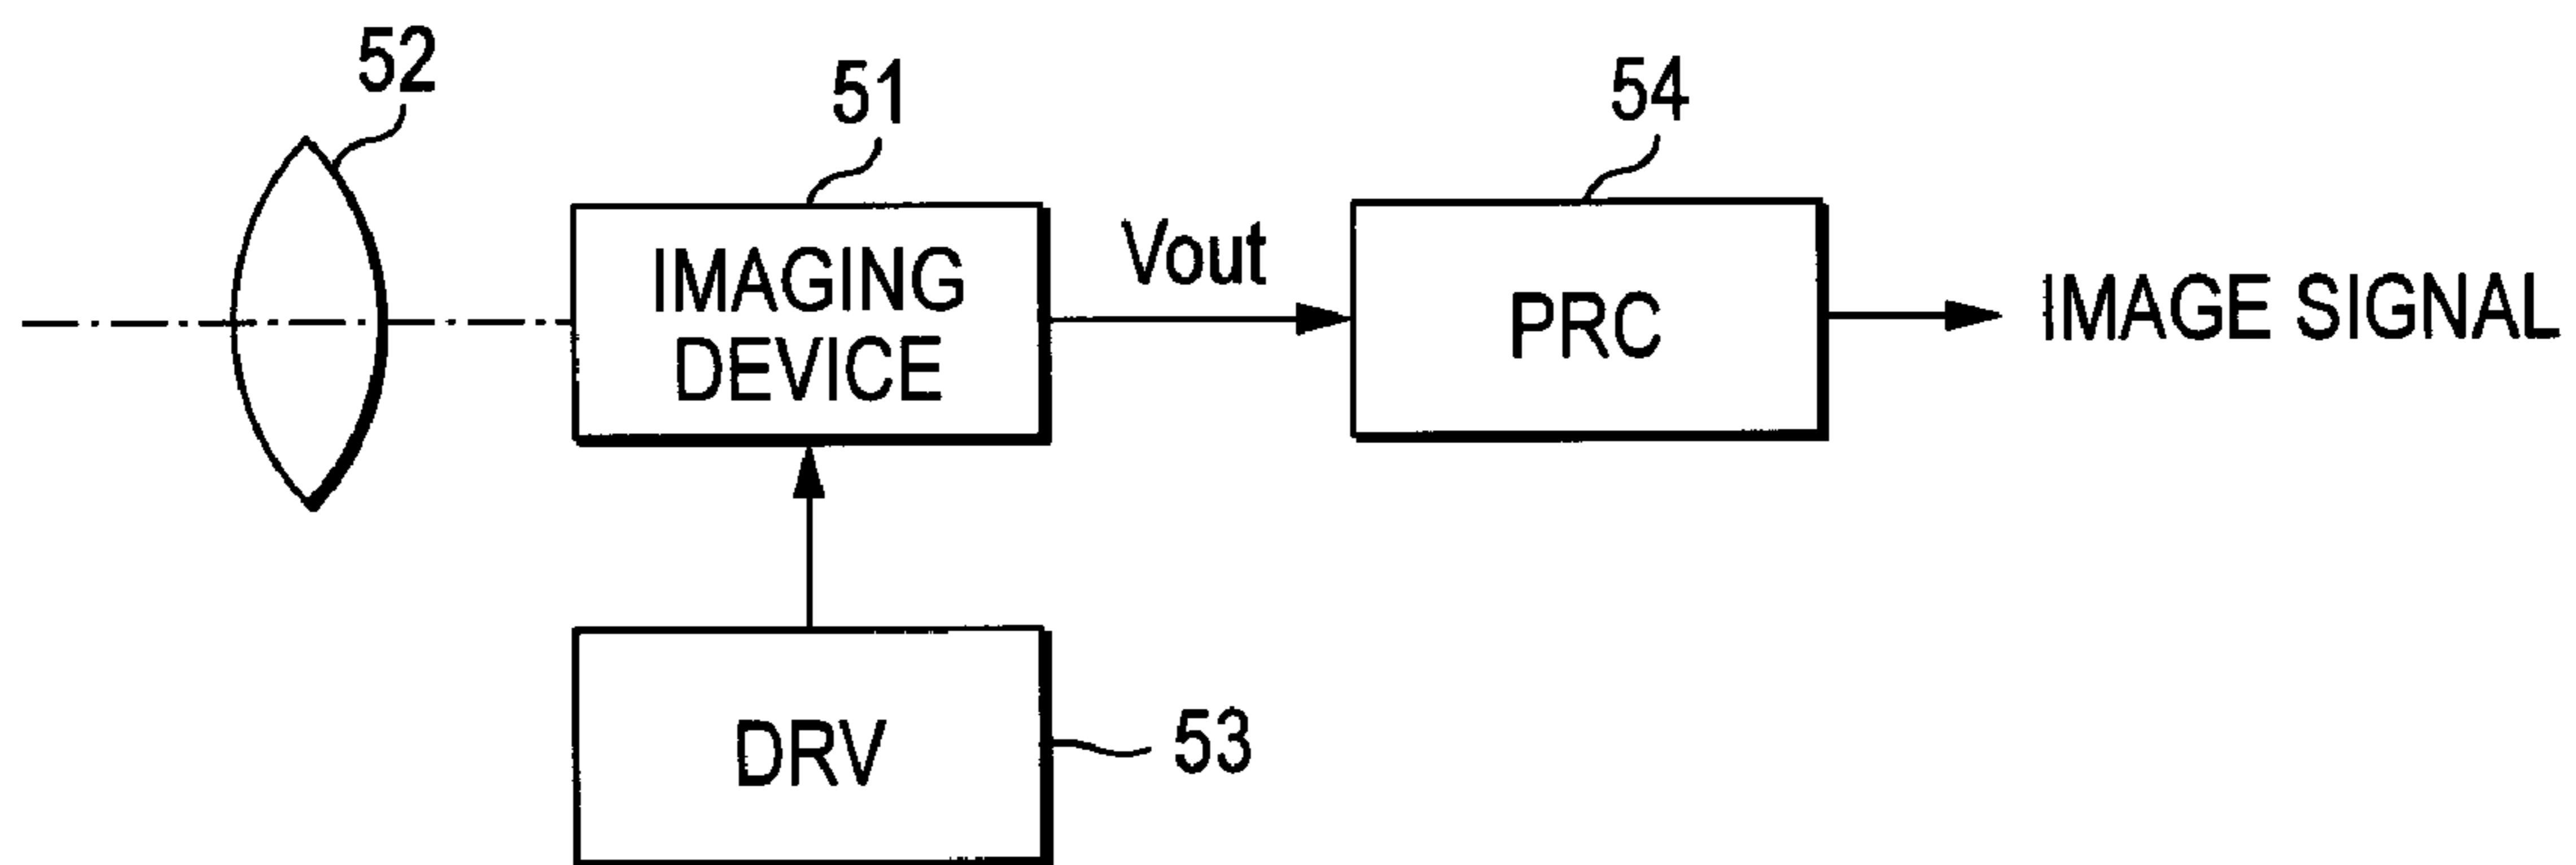 52
51
54
IMAGING
DEVICE
Vout
PRC
IMAGE SIGNAL
DRV
53